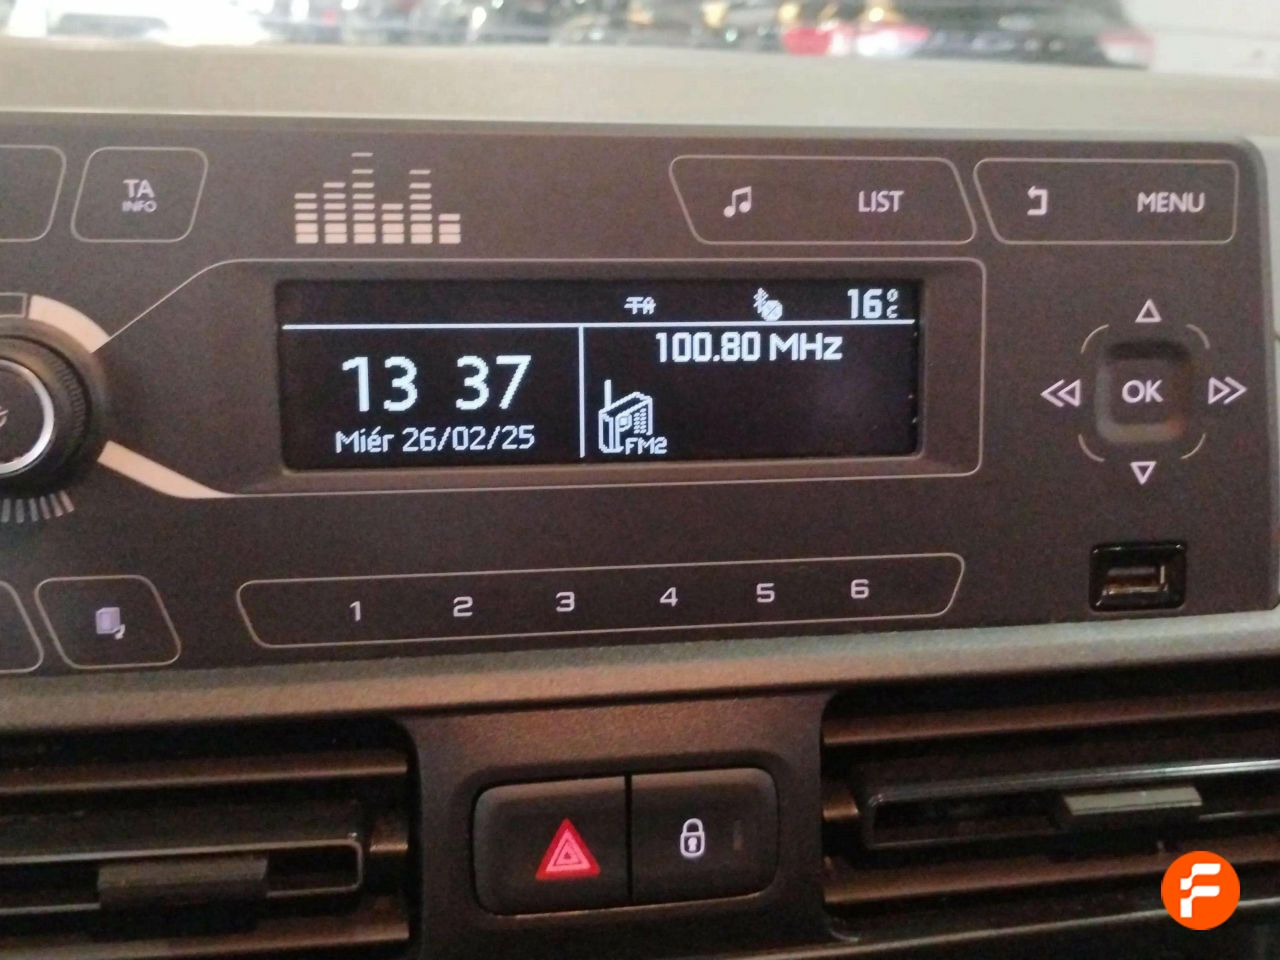 TA
INFO
LIST
MENU
TA
16°C
13 37
100.80 MHz
Miér 26/02/25
FM2
OK
1 2 3 4 5 6
F